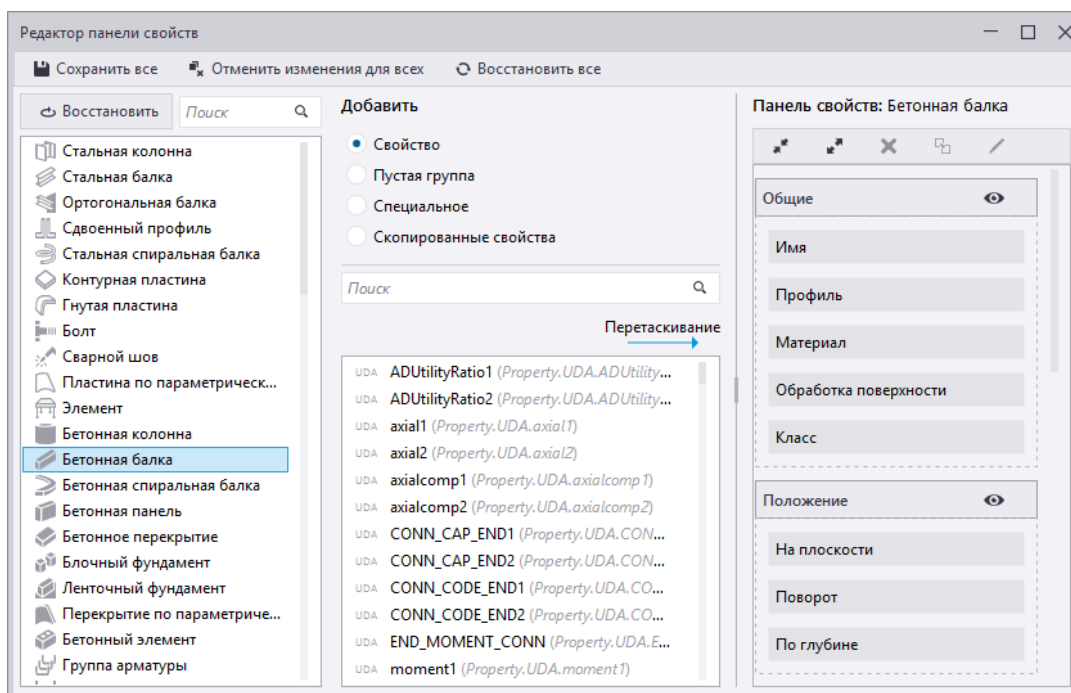 Редактор панели свойств
Сохранить все
Отменить изменения для всех
Восстановить все
Восстановить
Поиск
Стальная колонна
Стальная балка
Ортогональная балка
Сдвоенный профиль
Стальная спиральная балка
Контурная пластина
Гнутая пластина
Болт
Сварной шов
Пластина по параметрическ...
Элемент
Бетонная колонна
Бетонная балка
Бетонная спиральная балка
Бетонная панель
Бетонное перекрытие
Блочный фундамент
Ленточный фундамент
Перекрытие по параметриче...
Бетонный элемент
Группа арматуры
Добавить
Свойство
Пустая группа
Специальное
Скопированные свойства
Поиск
Перетаскивание
UDA ADUtilityRatio1 (Property.UDA.ADUtility...
UDA ADUtilityRatio2 (Property.UDA.ADUtility...
UDA axial1 (Property.UDA.axial1)
UDA axial2 (Property.UDA.axial2)
UDA axialcomp1 (Property.UDA.axialcomp1)
UDA axialcomp2 (Property.UDA.axialcomp2)
UDA CONN_CAP_END1 (Property.UDA.CON...
UDA CONN_CAP_END2 (Property.UDA.CON...
UDA CONN_CODE_END1 (Property.UDA.CO...
UDA CONN_CODE_END2 (Property.UDA.CO...
UDA END_MOMENT_CONN (Property.UDA.E...
UDA moment1 (Property.UDA.moment1)
Панель свойств: Бетонная балка
Общие
Имя
Профиль
Материал
Обработка поверхности
Класс
Положение
На плоскости
Поворот
По глубине